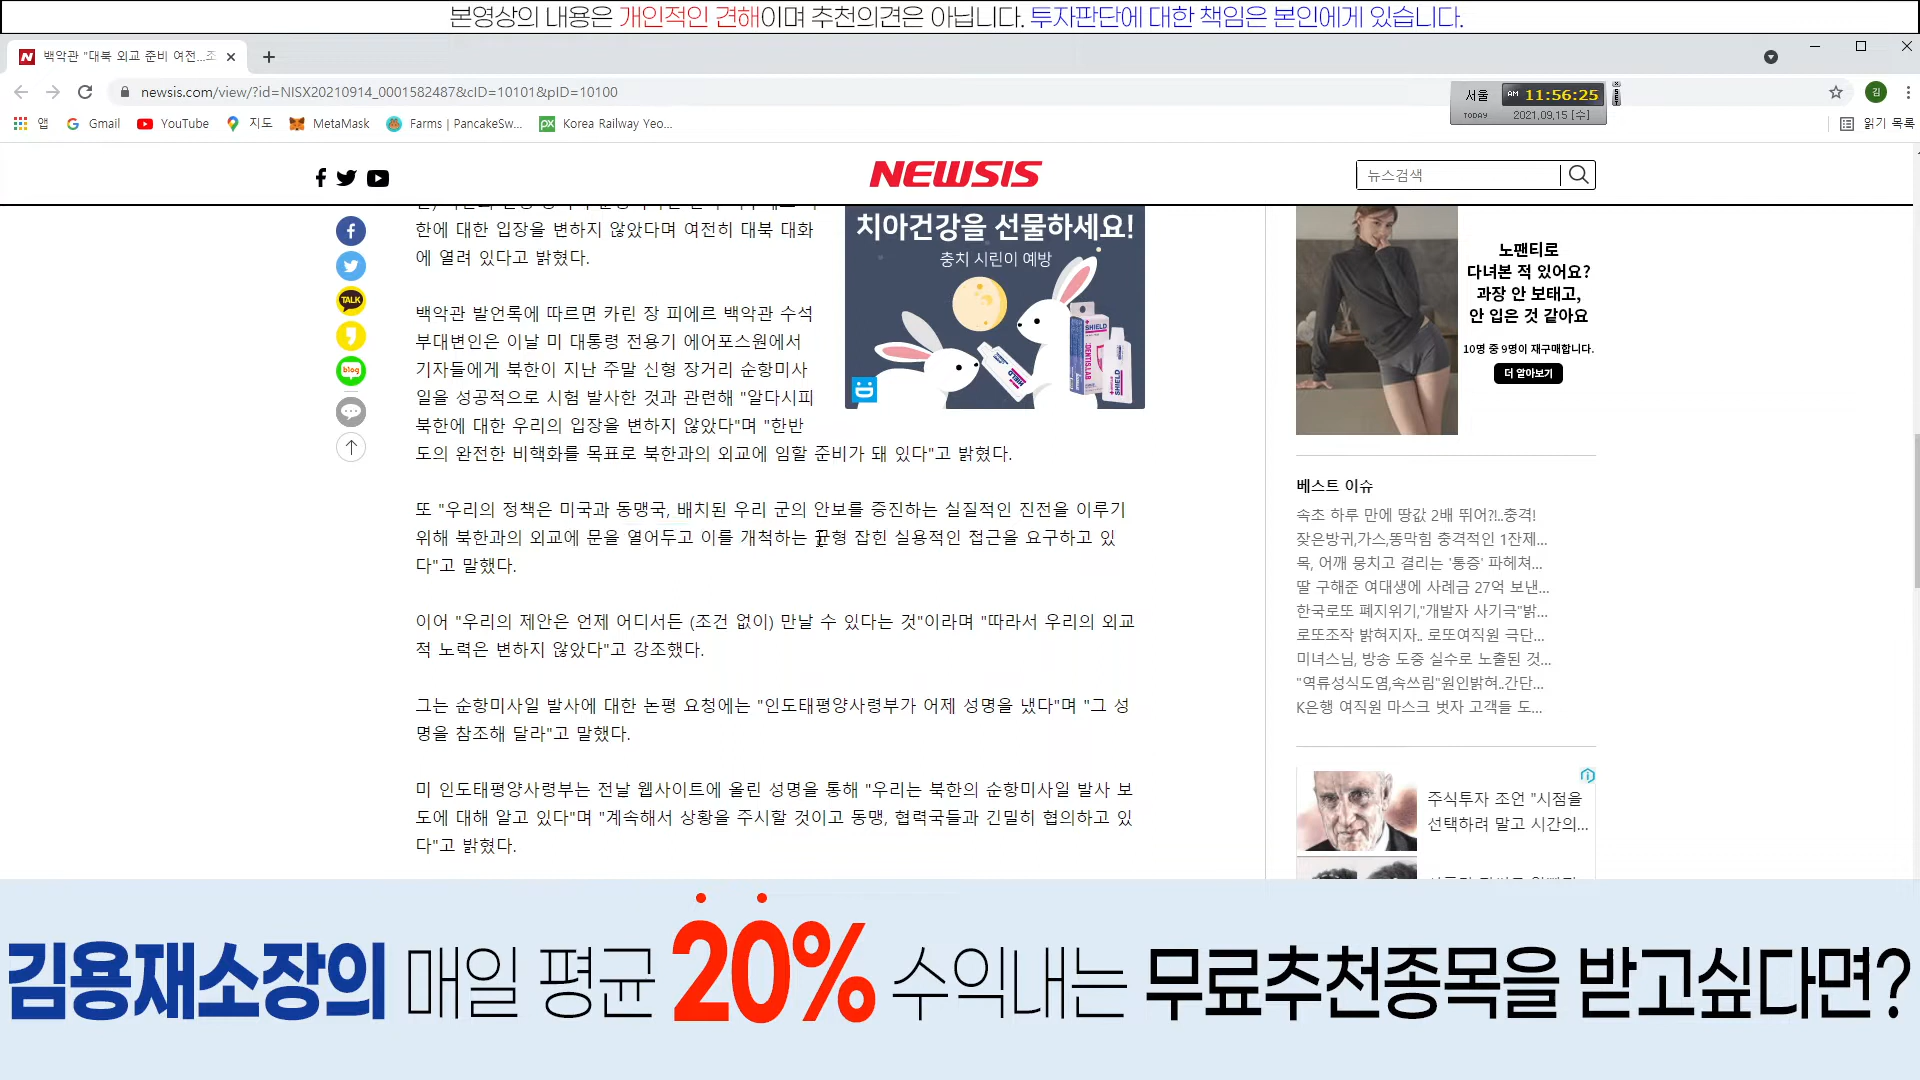 본영상의 내용은 개인적인 견해이며 추천의견은 아닙니다. 투자판단에 대한 책임은 본인에게 있습니다.
백악관 "대북 외교 준비 여전...조
newsis.com/view/?id=NISX20210914_0001582487&cID=10101&pID=10100
서울 AM 11:56:25
TODAY 2021.09.15 [수]
김
앱 Gmail YouTube 지도 MetaMask Farms | PancakeSw... Korea Railway Yeo... 읽기 목록
NEWSIS
뉴스검색
한에 대한 입장을 변하지 않았다며 여전히 대북 대화
에 열려 있다고 밝혔다.
백악관 발언록에 따르면 카린 장 피에르 백악관 수석
부대변인은 이날 미 대통령 전용기 에어포스원에서
기자들에게 북한이 지난 주말 신형 장거리 순항미사
일을 성공적으로 시험 발사한 것과 관련해 "알다시피
북한에 대한 우리의 입장을 변하지 않았다"며 "한반
도의 완전한 비핵화를 목표로 북한과의 외교에 임할 준비가 돼 있다"고 밝혔다.
또 "우리의 정책은 미국과 동맹국, 배치된 우리 군의 안보를 증진하는 실질적인 진전을 이루기
위해 북한과의 외교에 문을 열어두고 이를 개척하는 균형 잡힌 실용적인 접근을 요구하고 있
다"고 말했다.
이어 "우리의 제안은 언제 어디서든 (조건 없이) 만날 수 있다는 것"이라며 "따라서 우리의 외교
적 노력은 변하지 않았다"고 강조했다.
그는 순항미사일 발사에 대한 논평 요청에는 "인도태평양사령부가 어제 성명을 냈다"며 "그 성
명을 참조해 달라"고 말했다.
미 인도태평양사령부는 전날 웹사이트에 올린 성명을 통해 "우리는 북한의 순항미사일 발사 보
도에 대해 알고 있다"며 "계속해서 상황을 주시할 것이고 동맹, 협력국들과 긴밀히 협의하고 있
다"고 밝혔다.
TALK
blog
치아건강을 선물하세요!
충치 시린이 예방
SHIELD
DENTIS.LAB
SHIELD
SHIELD
노팬티로
다녀본 적 있어요?
과장 안 보태고,
안 입은 것 같아요
10명 중 9명이 재구매합니다.
더 알아보기
베스트 이슈
속초 하루 만에 땅값 2배 뛰어?!..충격!
잦은방귀,가스,똥막힘 충격적인 1잔제...
목, 어깨 뭉치고 결리는 '통증' 파헤쳐...
딸 구해준 여대생에 사례금 27억 보낸...
한국로또 폐지위기,"개발자 사기극"밝...
로또조작 밝혀지자.. 로또여직원 극단...
미녀스님, 방송 도중 실수로 노출된 것...
"역류성식도염,속쓰림"원인밝혀..간단...
K은행 여직원 마스크 벗자 고객들 도...
주식투자 조언 "시점을
선택하려 말고 시간의...
김용재소장의 매일 평균 20% 수익내는 무료추천종목을 받고싶다면?